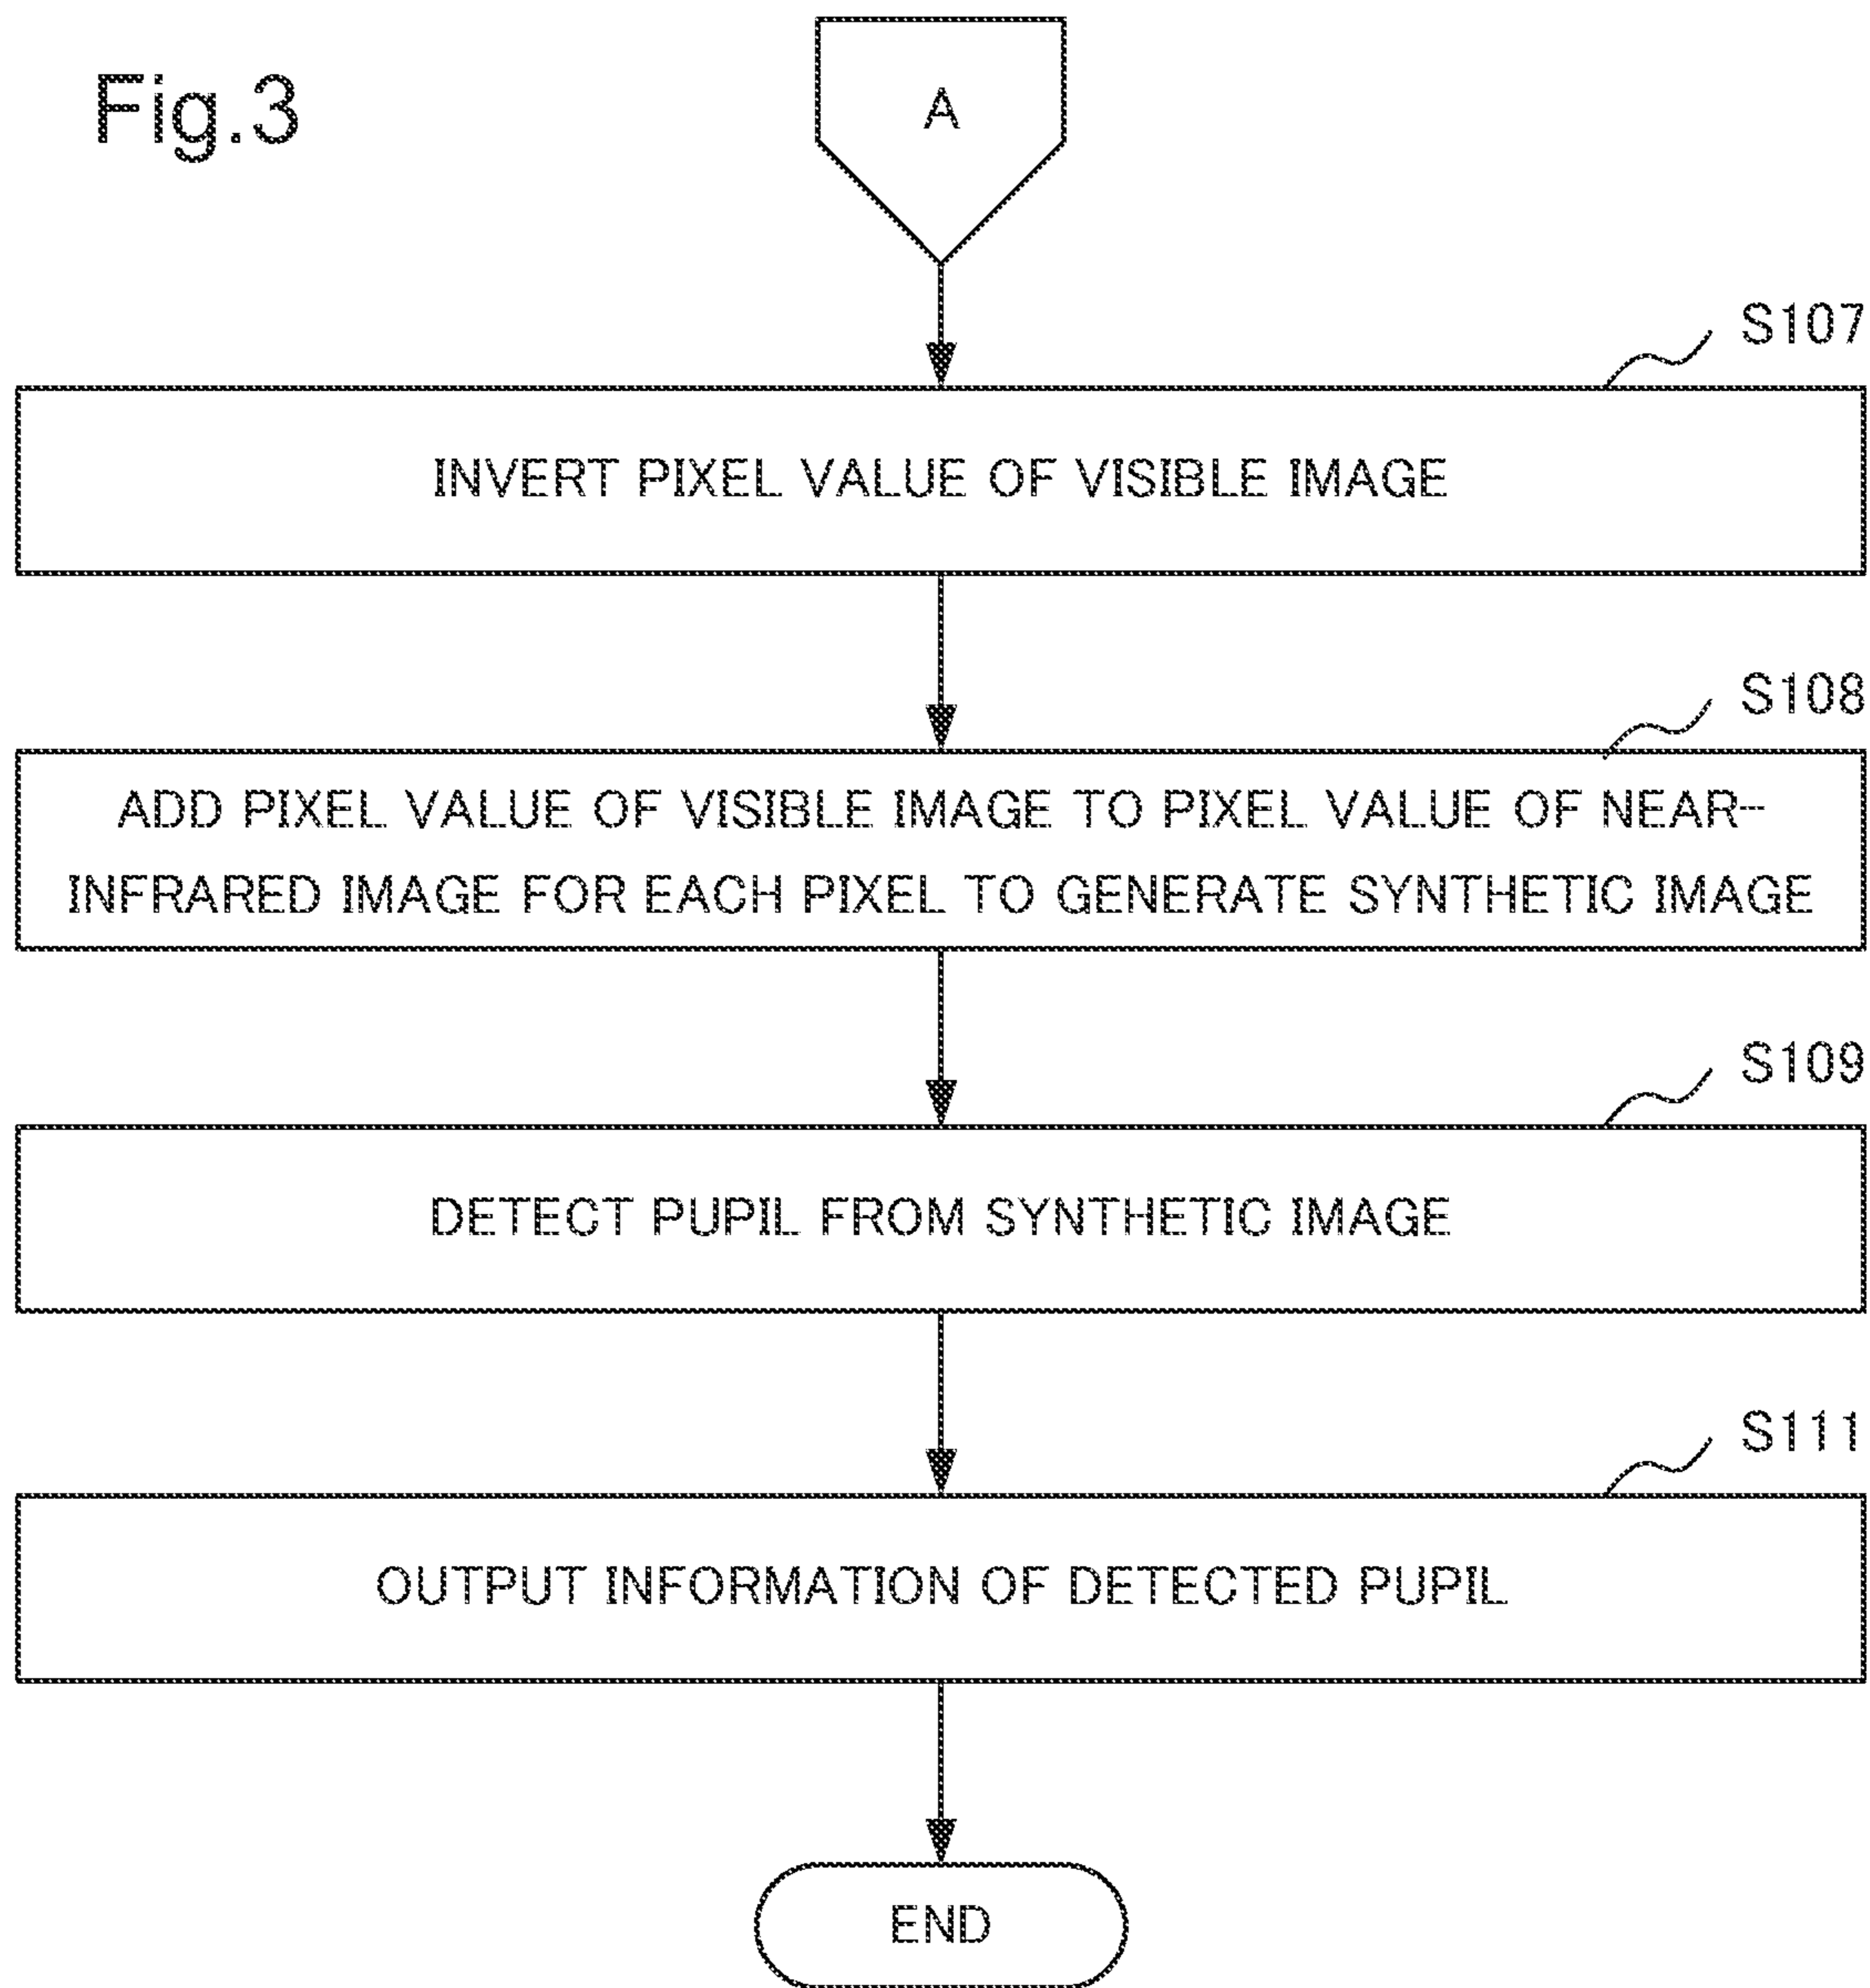 Fig.3
A
S107
INVERT PIXEL VALUE OF VISIBLE IMAGE
S108
ADD PIXEL VALUE OF VISIBLE IMAGE TO PIXEL VALUE OF NEAR-
INFRARED IMAGE FOR EACH PIXEL TO GENERATE SYNTHETIC IMAGE
S109
DETECT PUPIL FROM SYNTHETIC IMAGE
S111
OUTPUT INFORMATION OF DETECTED PUPIL
END